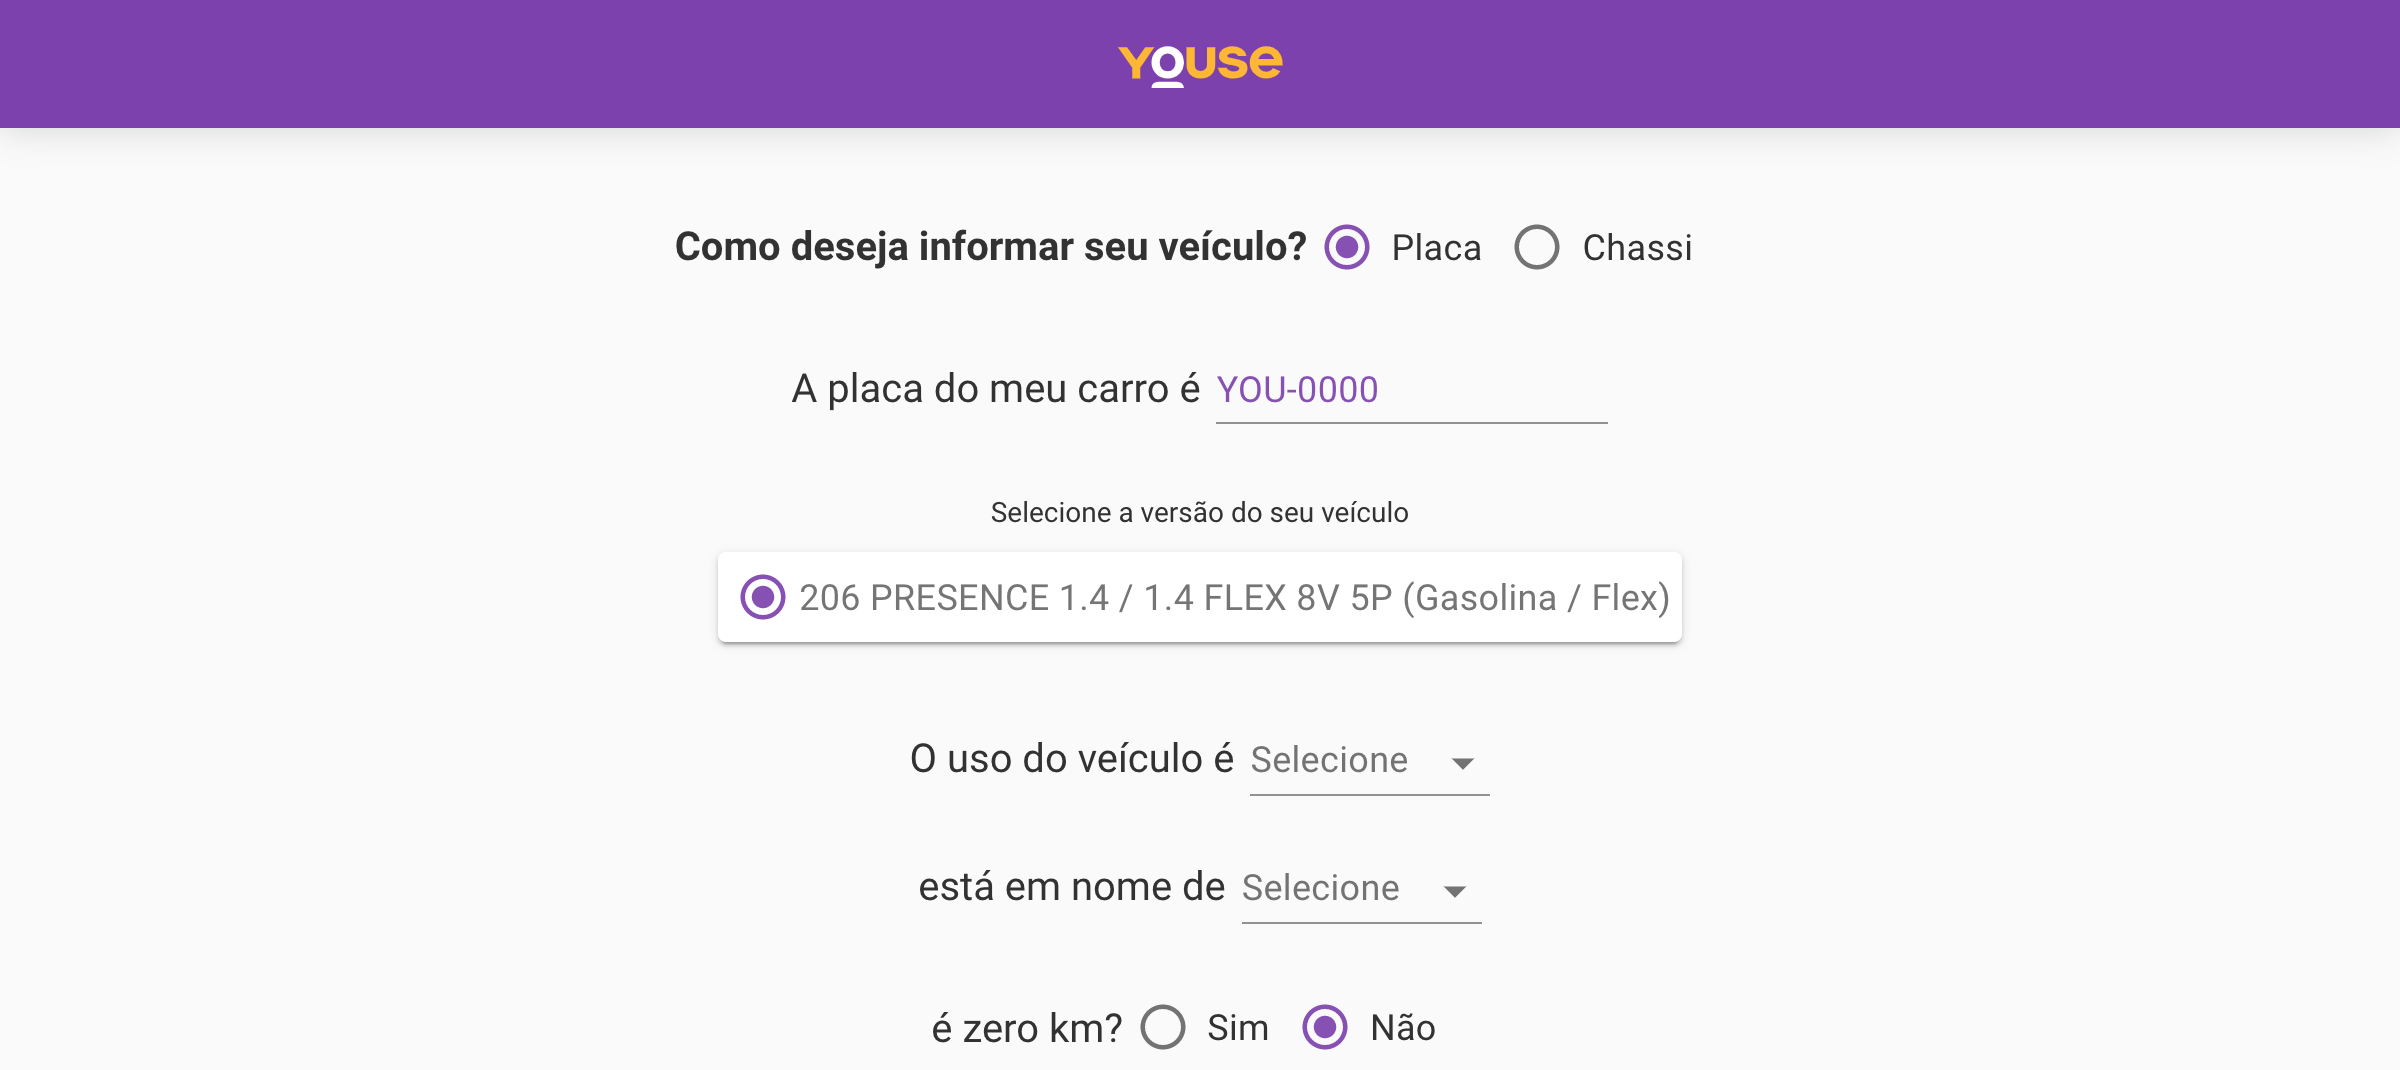 youse
Como deseja informar seu veículo? Placa Chassi
A placa do meu carro é YOU-0000
Selecione a versão do seu veículo
206 PRESENCE 1.4 / 1.4 FLEX 8V 5P (Gasolina / Flex)
O uso do veículo é Selecione
está em nome de Selecione
é zero km? Sim Não